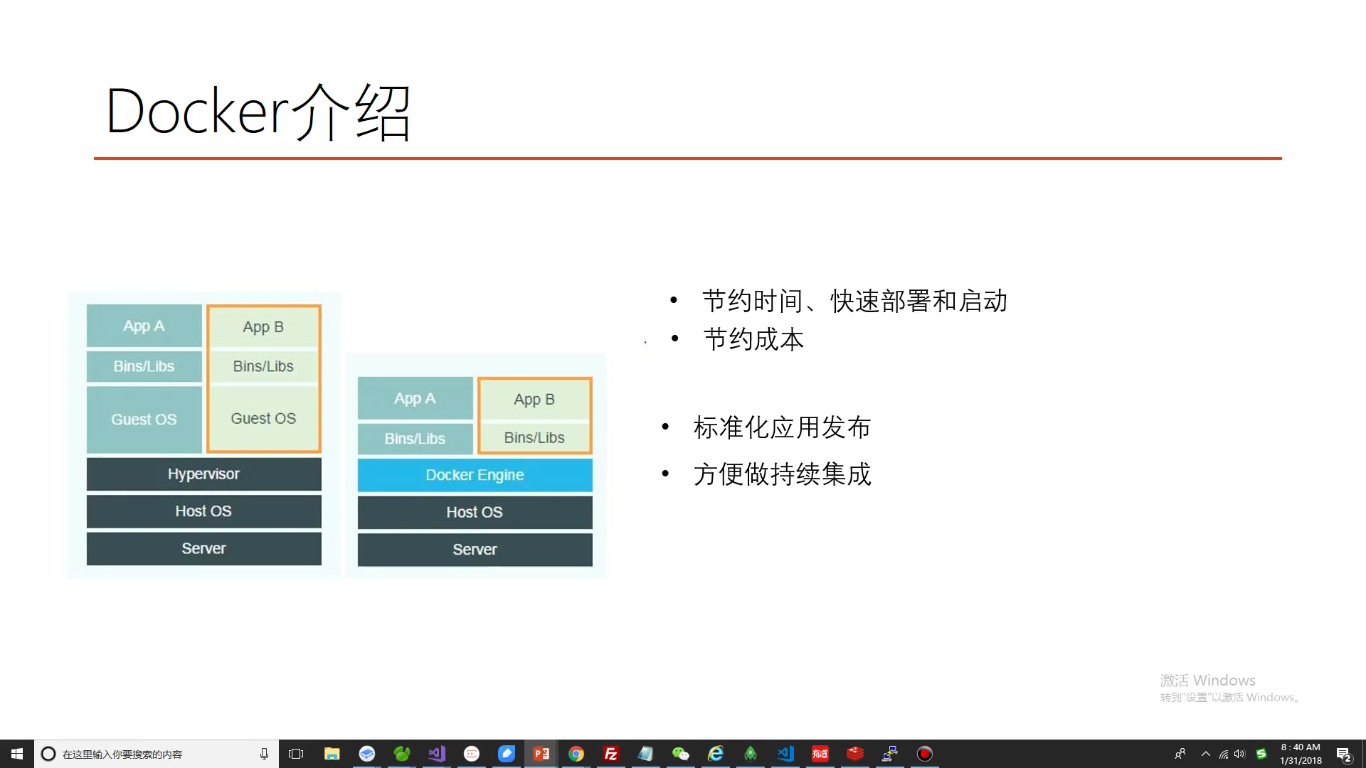 Docker介绍
App A
App B
Bins/Libs
Bins/Libs
Guest OS
Guest OS
Hypervisor
Host OS
Server
App A
App B
Bins/Libs
Bins/Libs
Docker Engine
Host OS
Server
• 节约时间、快速部署和启动
• 节约成本
• 标准化应用发布
• 方便做持续集成
激活 Windows
转到"设置"以激活 Windows。
在这里输入你要搜索的内容
8:40 AM
1/31/2018